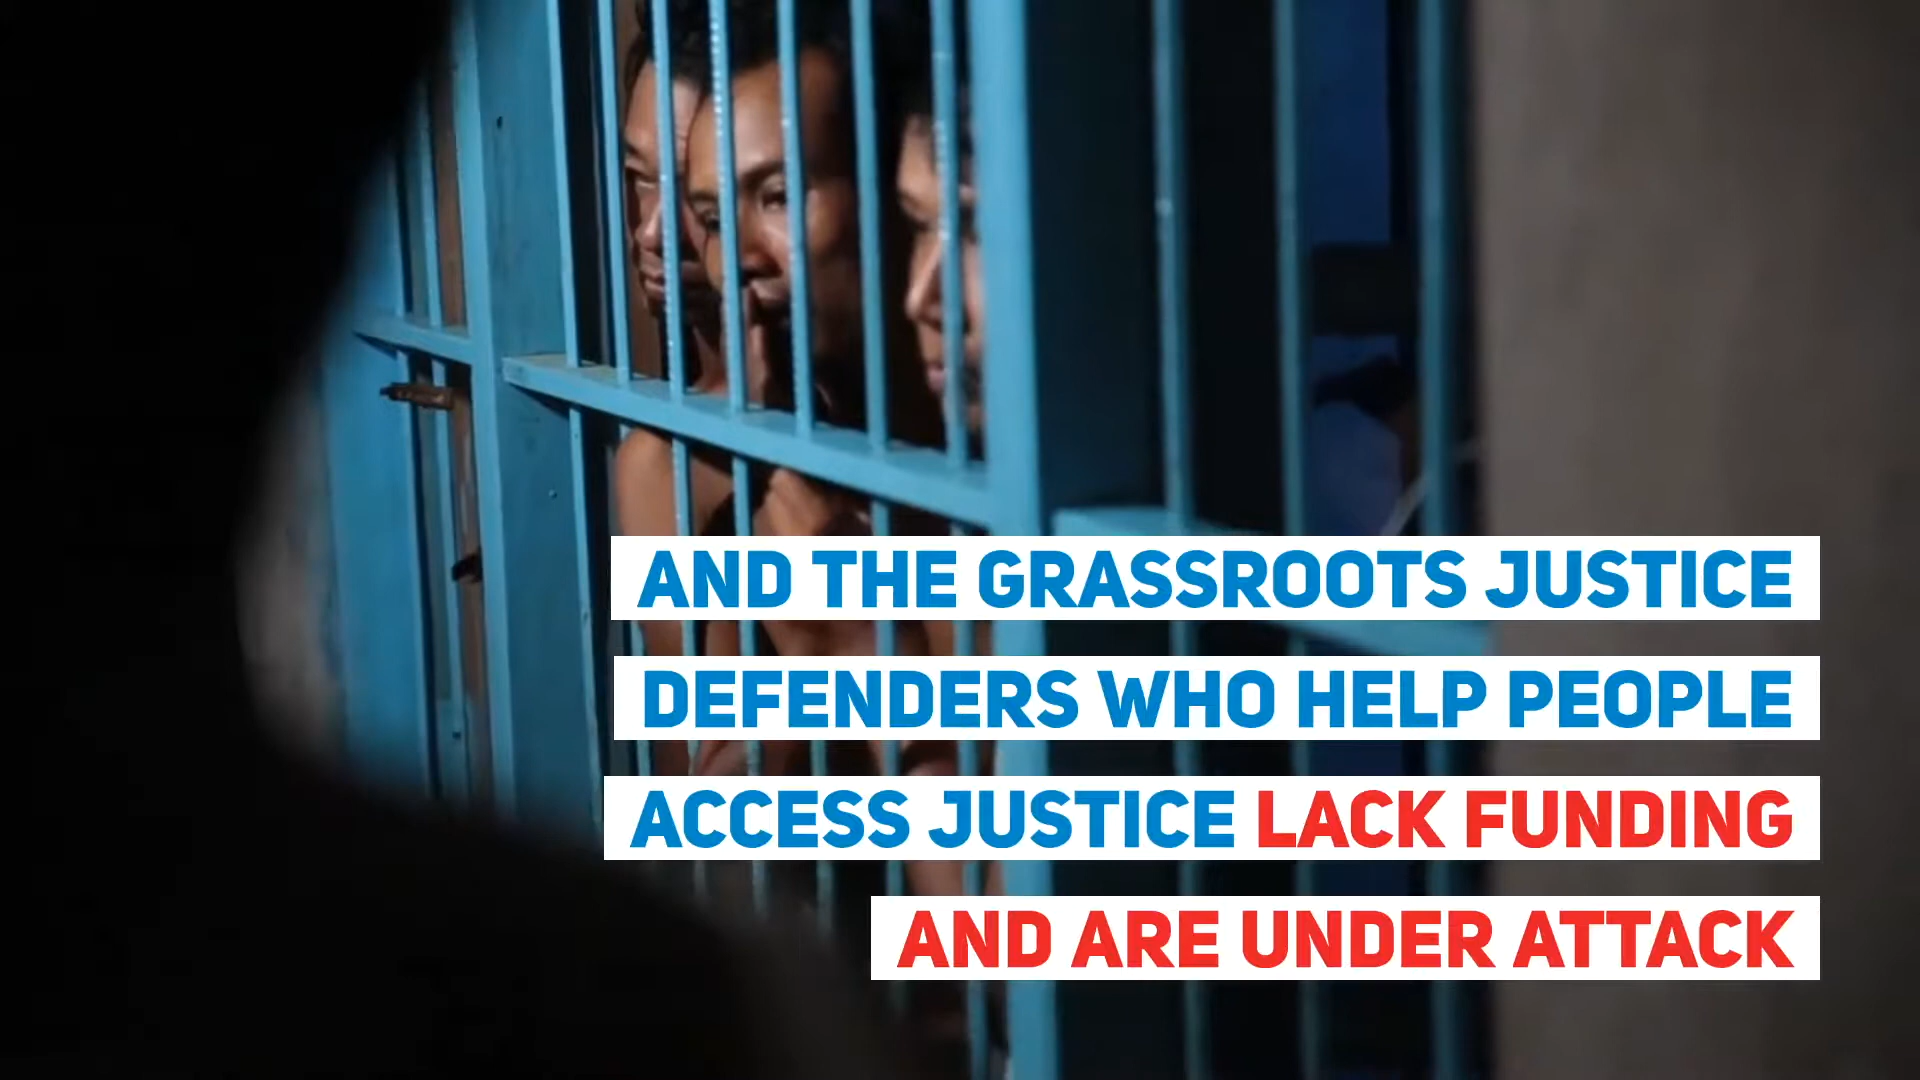 AND THE GRASSROOTS JUSTICE
DEFENDERS WHO HELP PEOPLE
ACCESS JUSTICE LACK FUNDING
AND ARE UNDER ATTACK